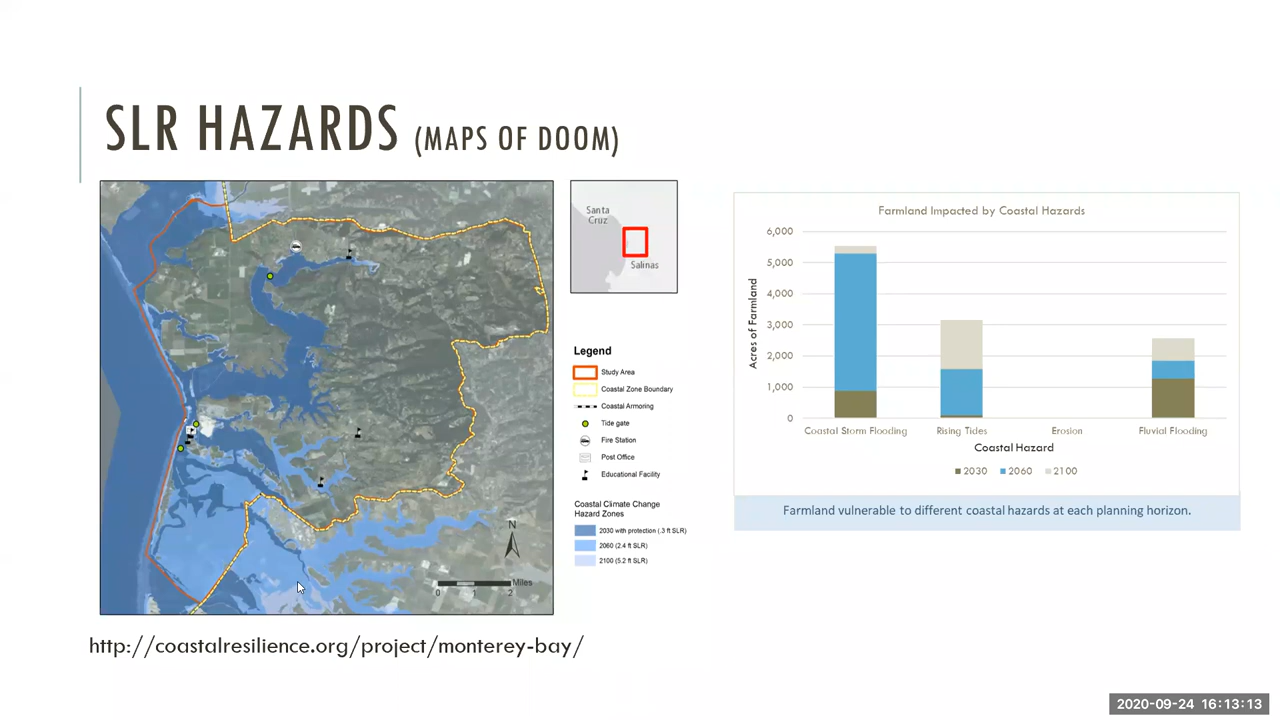 SLR HAZARDS (MAPS OF DOOM)
Santa
Cruz
Salinas
Legend
Study Area
Coastal Zone Boundary
Coastal Armoring
Tide gate
Fire Station
Post Office
Educational Facility
Coastal Climate Change
Hazard Zones
2030 with protection (.3 ft SLR)
2060 (2.4 ft SLR)
2100 (5.2 ft SLR)
N
Miles
0 1 2
Farmland Impacted by Coastal Hazards
Acres of Farmland
6,000
5,000
4,000
3,000
2,000
1,000
0
Coastal Storm Flooding Rising Tides Erosion Fluvial Flooding
Coastal Hazard
2030 2060 2100
Farmland vulnerable to different coastal hazards at each planning horizon.
http://coastalresilience.org/project/monterey-bay/
2020-09-24 16:13:13